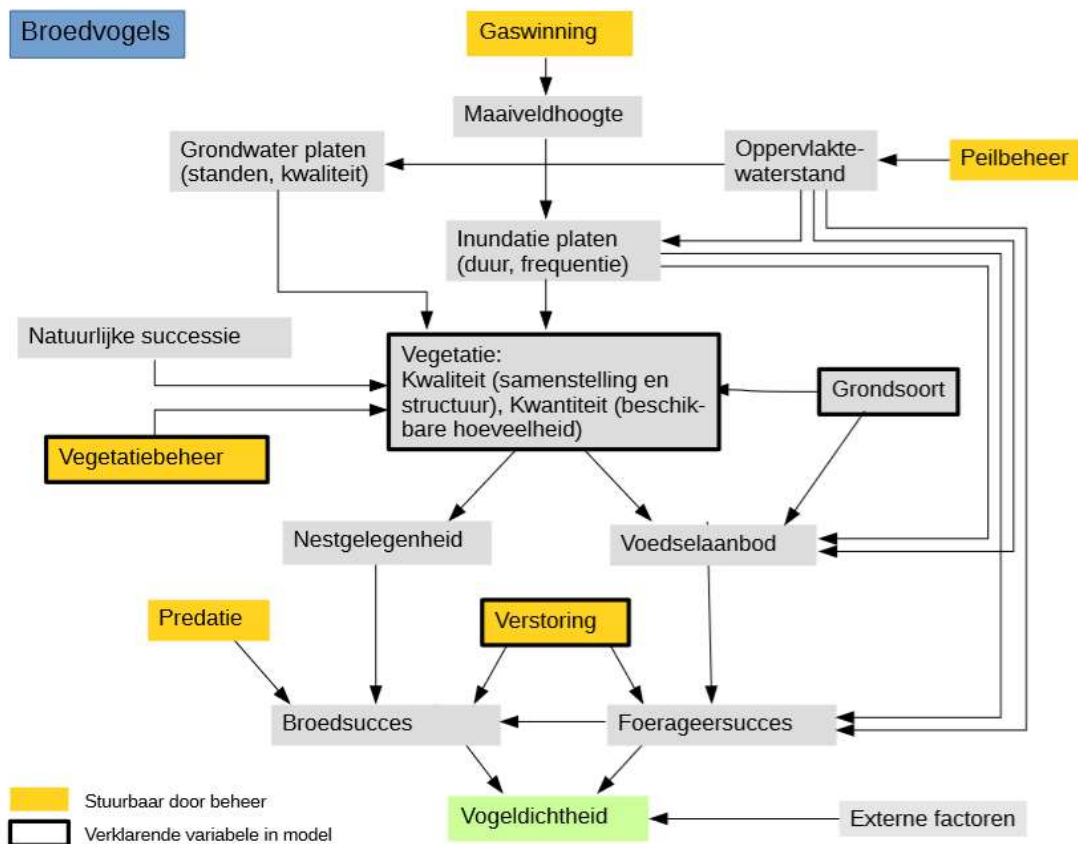 Broedvogels
Gaswinning
Maaiveldhoogte
Grondwater platen
(standen, kwaliteit)
Oppervlakte-
waterstand
Peilbeheer
Inundatie platen
(duur, frequentie)
Natuurlijke successie
Vegetatie:
Kwaliteit (samenstelling en
structuur), Kwantiteit (beschik-
bare hoeveelheid)
Grondsoort
Vegetatiebeheer
Nestgelegenheid
Voedselaanbod
Predatie
Verstoring
Broedsucces
Foerageersucces
Stuurbaar door beheer
Vogeldichtheid
Externe factoren
Verklarende variabele in model